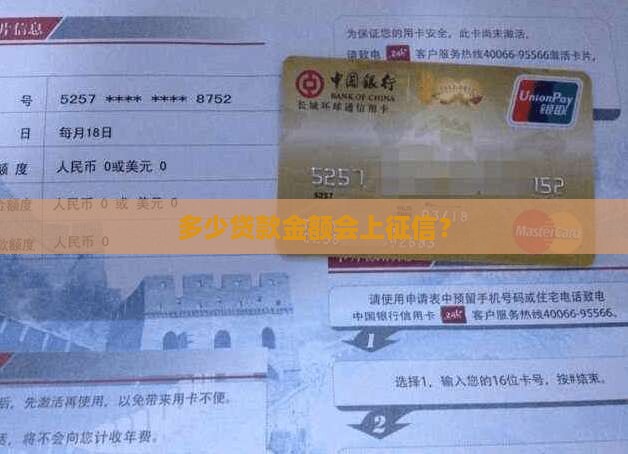 片信息
号 5257 **** **** 8752
日 每月18日
额度 人民币 0或美元 0
额度 人民币 0 或 美元 0
为保证您的用卡安全，此卡尚未激活，
请致电 24h 客户服务热线40066-95566激活卡片，
中国银行
BANK OF CHINA
长城环球通信用卡
UnionPay
银联
5257 152
5257
03/18
MasterCard
多少贷款金额会上征信？
请使用申请表中预留手机号码或住宅电话致电
中国银行信用卡 24h 客户服务热线40066-95566。
1
选择1，输入您的16位卡号，按#结束。
2
后，先激活再使用，以免带来用卡不便。
将不会向您计收年费。